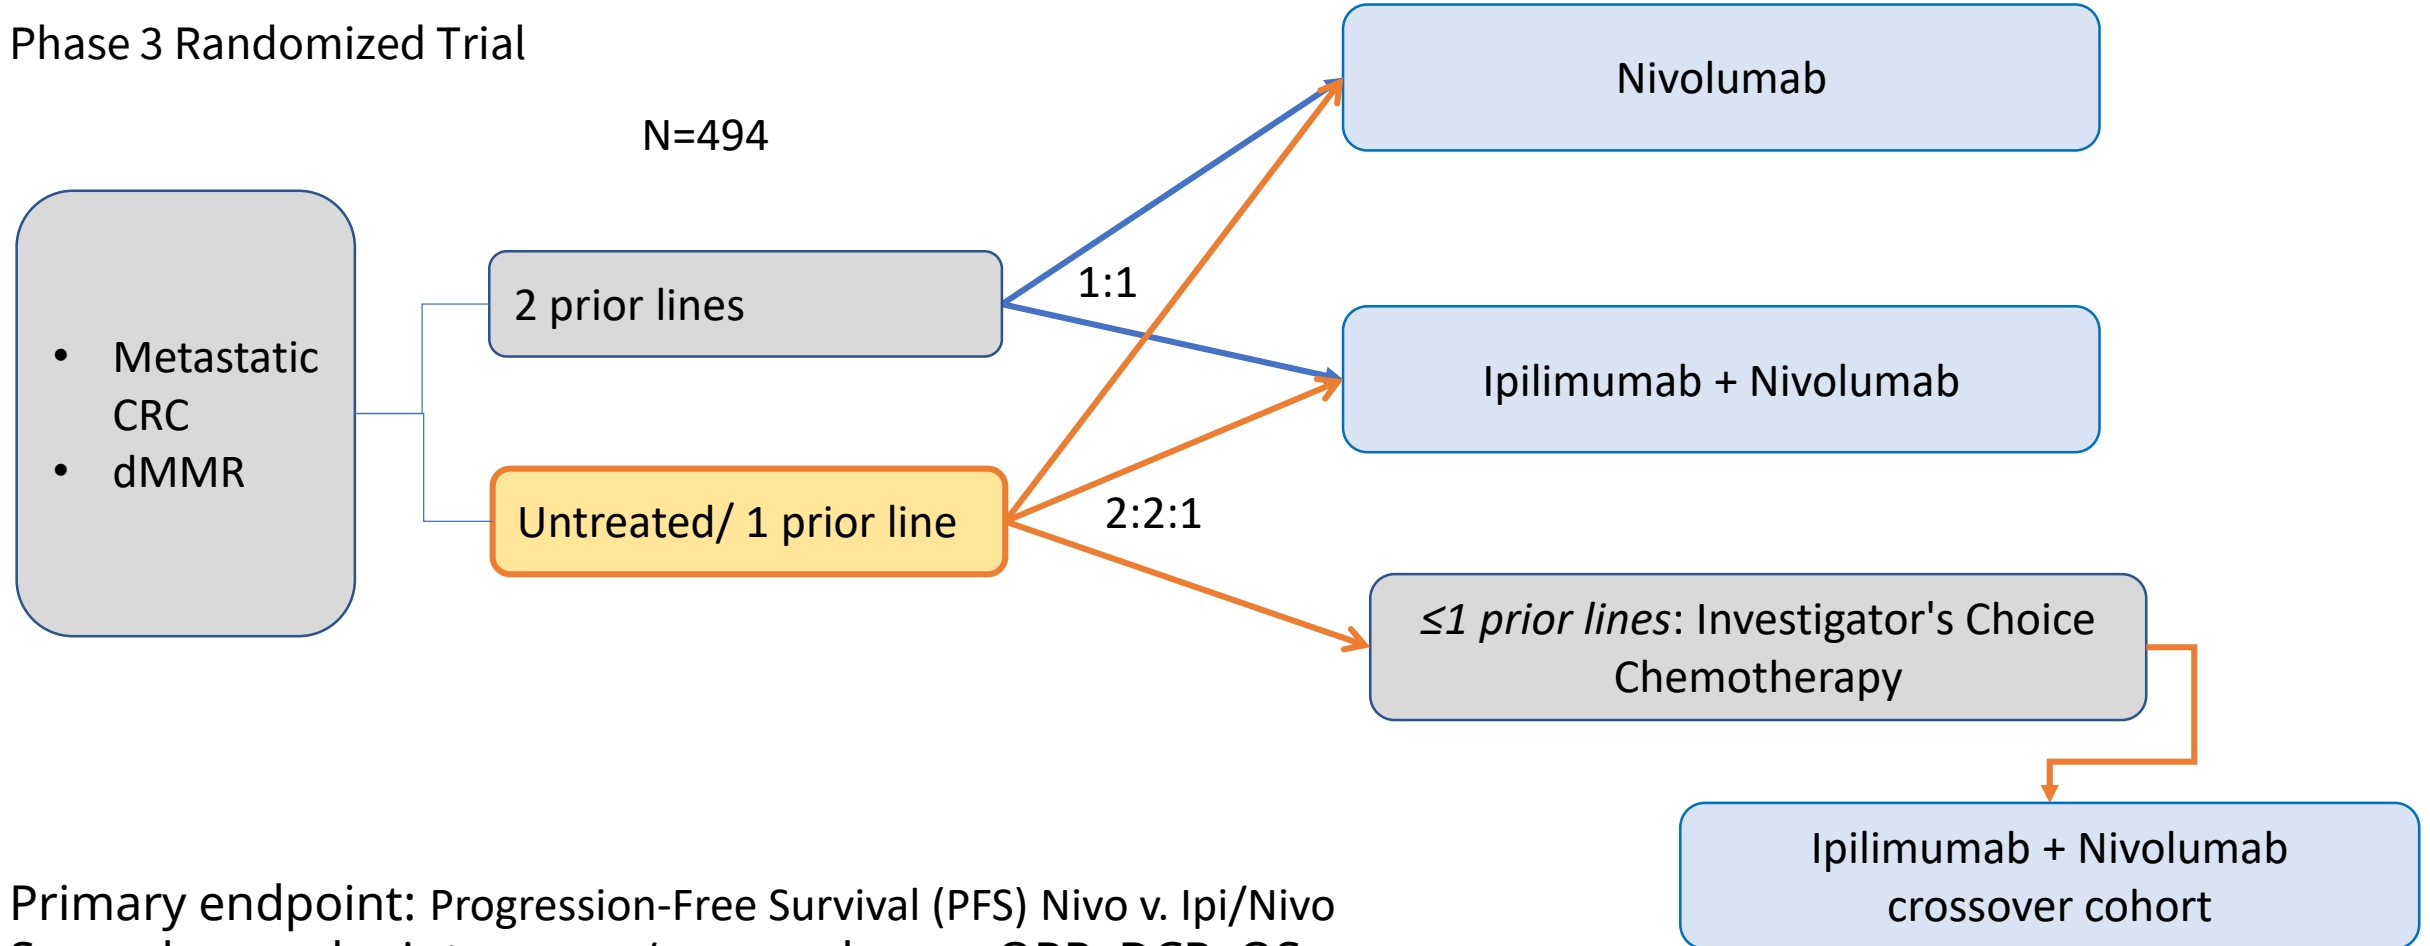 Phase 3 Randomized Trial
N=494
Nivolumab
• Metastatic
CRC
• dMMR
2 prior lines
1:1
Ipilimumab + Nivolumab
Untreated/ 1 prior line
2:2:1
≤1 prior lines: Investigator's Choice
Chemotherapy
Ipilimumab + Nivolumab
crossover cohort
Primary endpoint: Progression-Free Survival (PFS) Nivo v. Ipi/Nivo